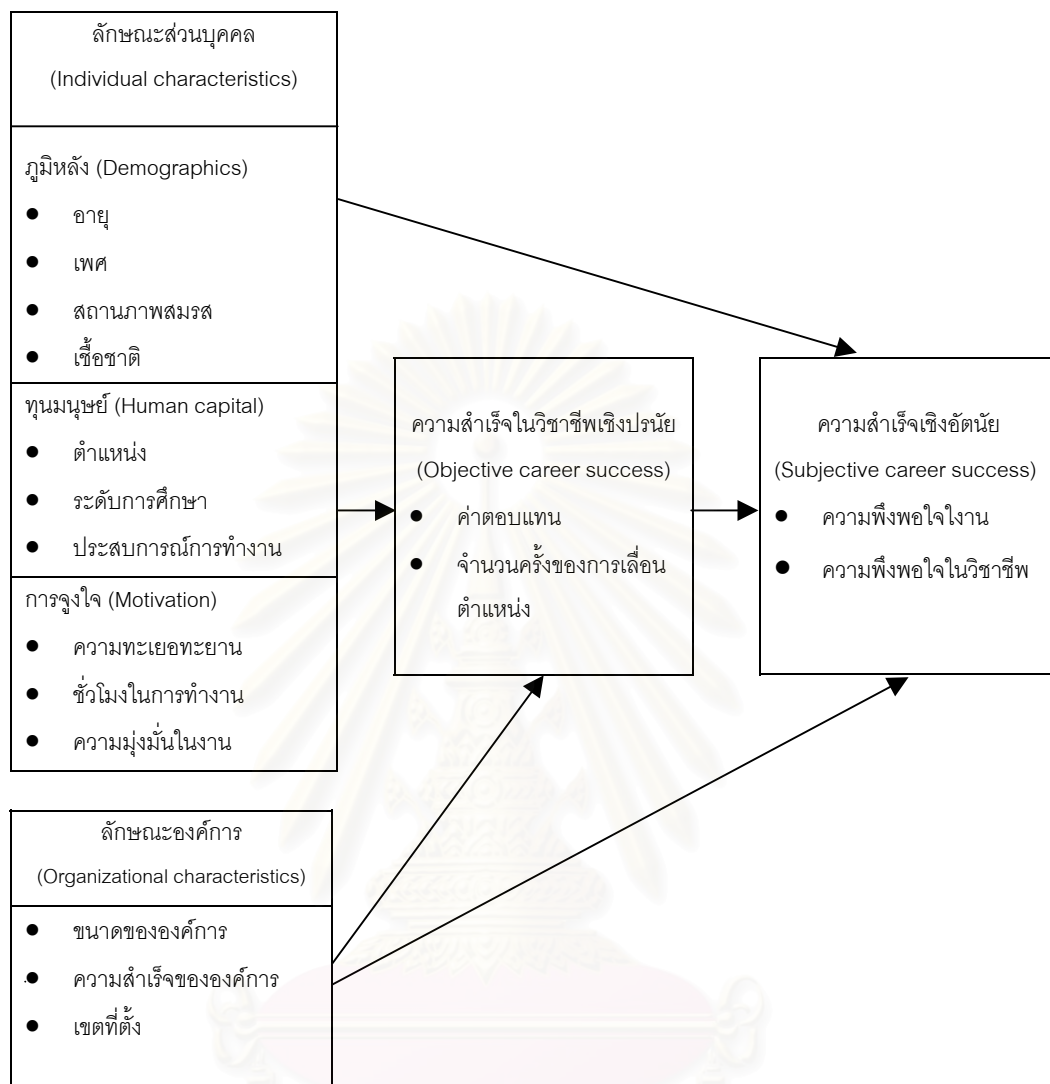 ลักษณะส่วนบุคคล
(Individual characteristics)
ภูมิหลัง (Demographics)
● อายุ
● เพศ
● สถานภาพสมรส
● เชื้อชาติ
ทุนมนุษย์ (Human capital)
● ตำแหน่ง
● ระดับการศึกษา
● ประสบการณ์การทำงาน
การจูงใจ (Motivation)
● ความทะเยอทะยาน
● ชั่วโมงในการทำงาน
● ความมุ่งมั่นในงาน
ลักษณะองค์การ
(Organizational characteristics)
● ขนาดขององค์การ
● ความสำเร็จขององค์การ
● เขตที่ตั้ง
ความสำเร็จในวิชาชีพเชิงปรนัย
(Objective career success)
● ค่าตอบแทน
● จำนวนครั้งของการเลื่อน
ตำแหน่ง
ความสำเร็จเชิงอัตนัย
(Subjective career success)
● ความพึงพอใจใงาน
● ความพึงพอใจในวิชาชีพ